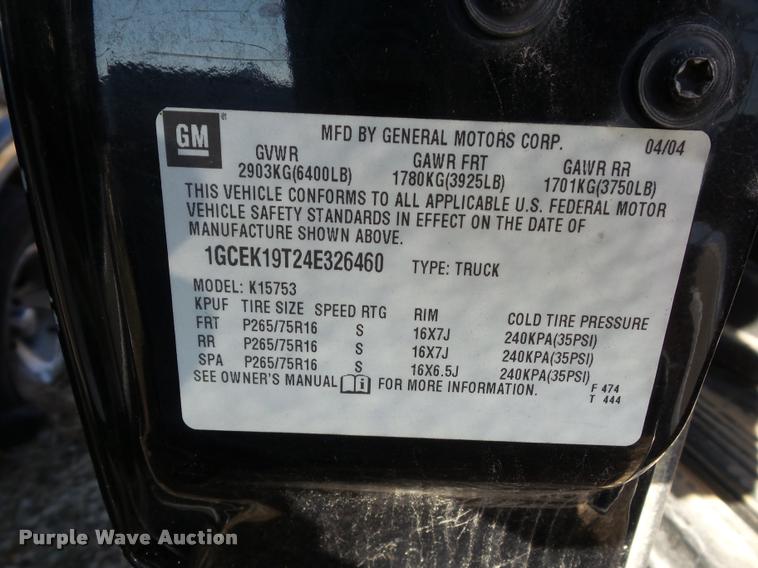 GM
MFD BY GENERAL MOTORS CORP. 04/04
GVWR GAWR FRT GAWR RR
2903KG(6400LB) 1780KG(3925LB) 1701KG(3750LB)
THIS VEHICLE CONFORMS TO ALL APPLICABLE U.S. FEDERAL MOTOR
VEHICLE SAFETY STANDARDS IN EFFECT ON THE DATE OF
MANUFACTURE SHOWN ABOVE.
1GCEK19T24E326460 TYPE: TRUCK
MODEL: K15753
KPUF TIRE SIZE SPEED RTG RIM COLD TIRE PRESSURE
FRT P265/75R16 S 16X7J 240KPA(35PSI)
RR P265/75R16 S 16X7J 240KPA(35PSI)
SPA P265/75R16 S 16X6.5J 240KPA(35PSI)
SEE OWNER'S MANUAL i FOR MORE INFORMATION. F 474
T 444
Purple Wave Auction